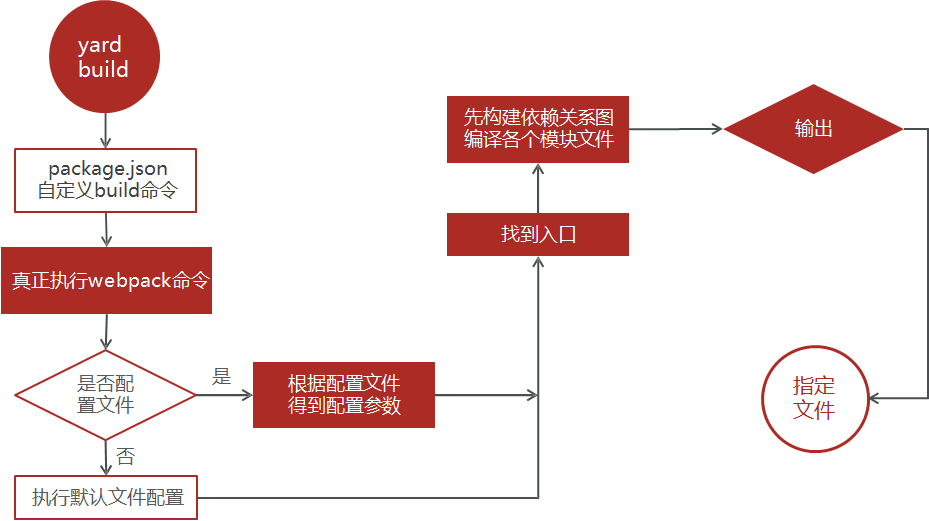 yard
build
package.json
自定义build命令
真正执行webpack命令
是否配
置文件
是
根据配置文件
得到配置参数
否
执行默认文件配置
找到入口
先构建依赖关系图
编译各个模块文件
输出
指定
文件